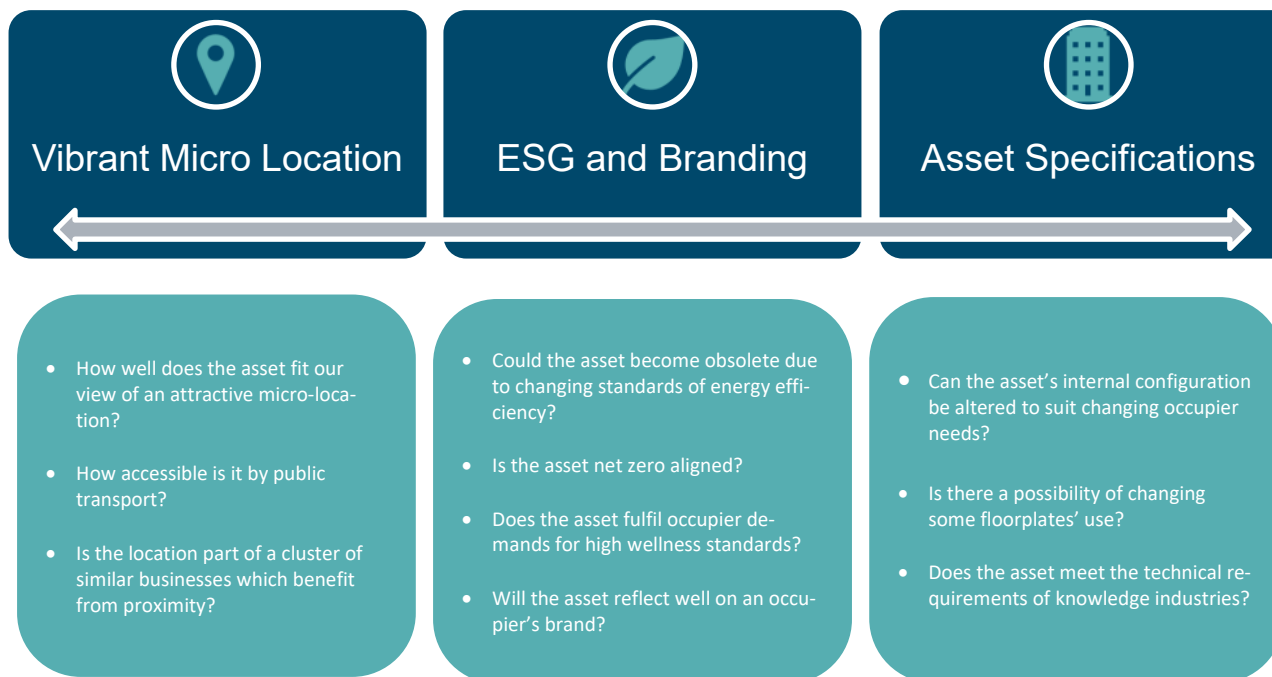 Vibrant Micro Location
ESG and Branding
Asset Specifications
• How well does the asset fit our
view of an attractive micro-loca-
tion?
• How accessible is it by public
transport?
• Is the location part of a cluster of
similar businesses which benefit
from proximity?
• Could the asset become obsolete due
to changing standards of energy effi-
ciency?
• Is the asset net zero aligned?
• Does the asset fulfil occupier de-
mands for high wellness standards?
• Will the asset reflect well on an occu-
pier's brand?
• Can the asset's internal configuration
be altered to suit changing occupier
needs?
• Is there a possibility of changing
some floorplates' use?
• Does the asset meet the technical re-
quirements of knowledge industries?